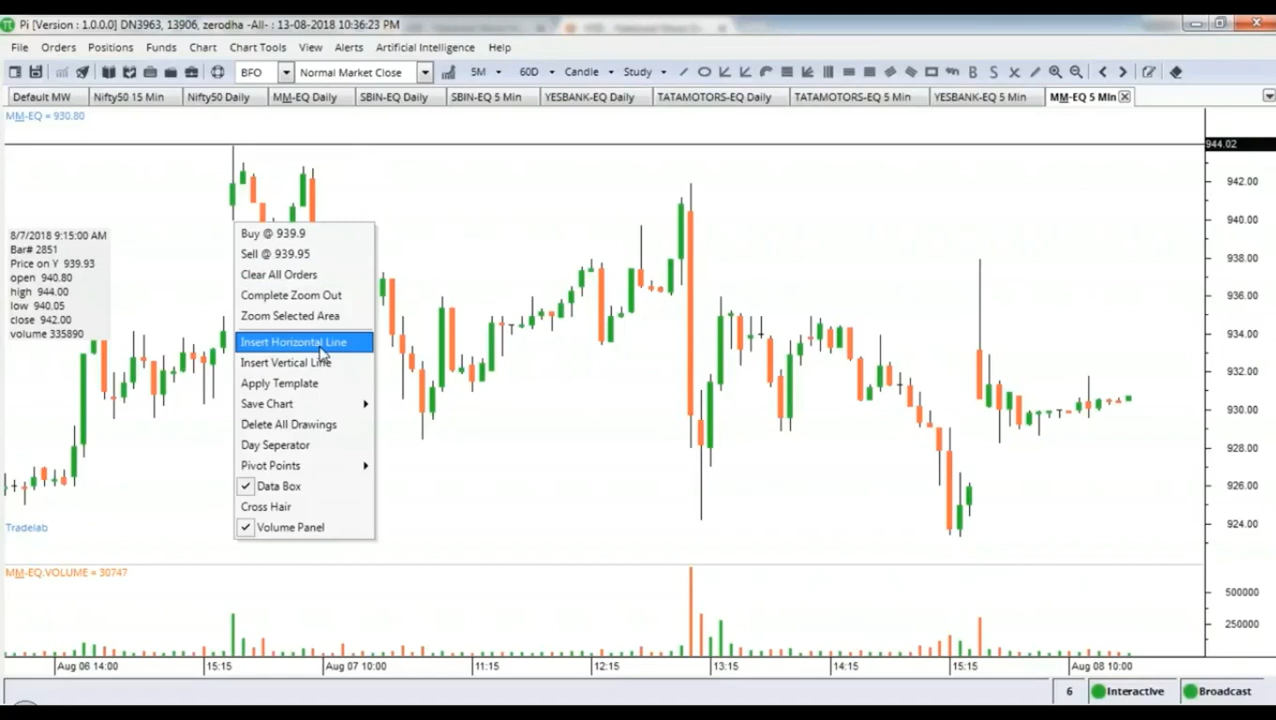 Pi [Version : 1.0.0.0] DN3963, 13906, zerodha -All- : 13-08-2018 10:36:23 PM
File Orders Positions Funds Chart Chart Tools View Alerts Artificial Intelligence Help
BFO Normal Market Close 5M 60D Candle Study B S X
Default MW Nifty50 15 Min Nifty50 Daily MM-EQ Daily SBIN-EQ Daily SBIN-EQ 5 Min YESBANK-EQ Daily TATAMOTORS-EQ Daily TATAMOTORS-EQ 5 Min YESBANK-EQ 5 Min MM-EQ 5 Min
MM-EQ = 930.80
944.02
942.00
940.00
938.00
936.00
934.00
932.00
930.00
928.00
926.00
924.00
8/7/2018 9:15:00 AM
Bar# 2851
Price on Y 939.93
open 940.80
high 944.00
low 940.05
close 942.00
volume 335890
Buy @ 939.9
Sell @ 939.95
Clear All Orders
Complete Zoom Out
Zoom Selected Area
Insert Horizontal Line
Insert Vertical Line
Apply Template
Save Chart
Delete All Drawings
Day Seperator
Pivot Points
Data Box
Cross Hair
Volume Panel
Tradelab
MM-EQ.VOLUME = 30747
500000
250000
Aug 06 14:00 15:15 Aug 07 10:00 11:15 12:15 13:15 14:15 15:15 Aug 08 10:00
6 Interactive Broadcast